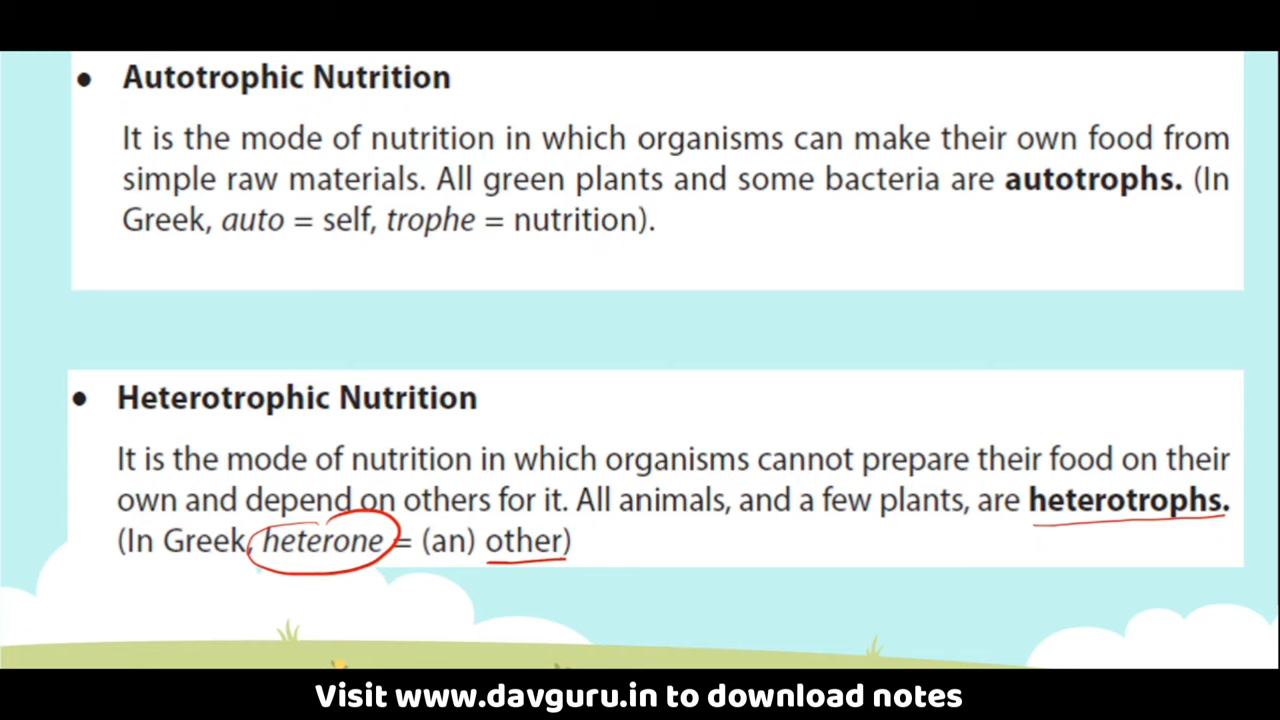 ● Autotrophic Nutrition
It is the mode of nutrition in which organisms can make their own food from
simple raw materials. All green plants and some bacteria are autotrophs. (In
Greek, auto = self, trophe = nutrition).
● Heterotrophic Nutrition
It is the mode of nutrition in which organisms cannot prepare their food on their
own and depend on others for it. All animals, and a few plants, are heterotrophs.
(In Greek, heterone = (an) other)
Visit www.davguru.in to download notes